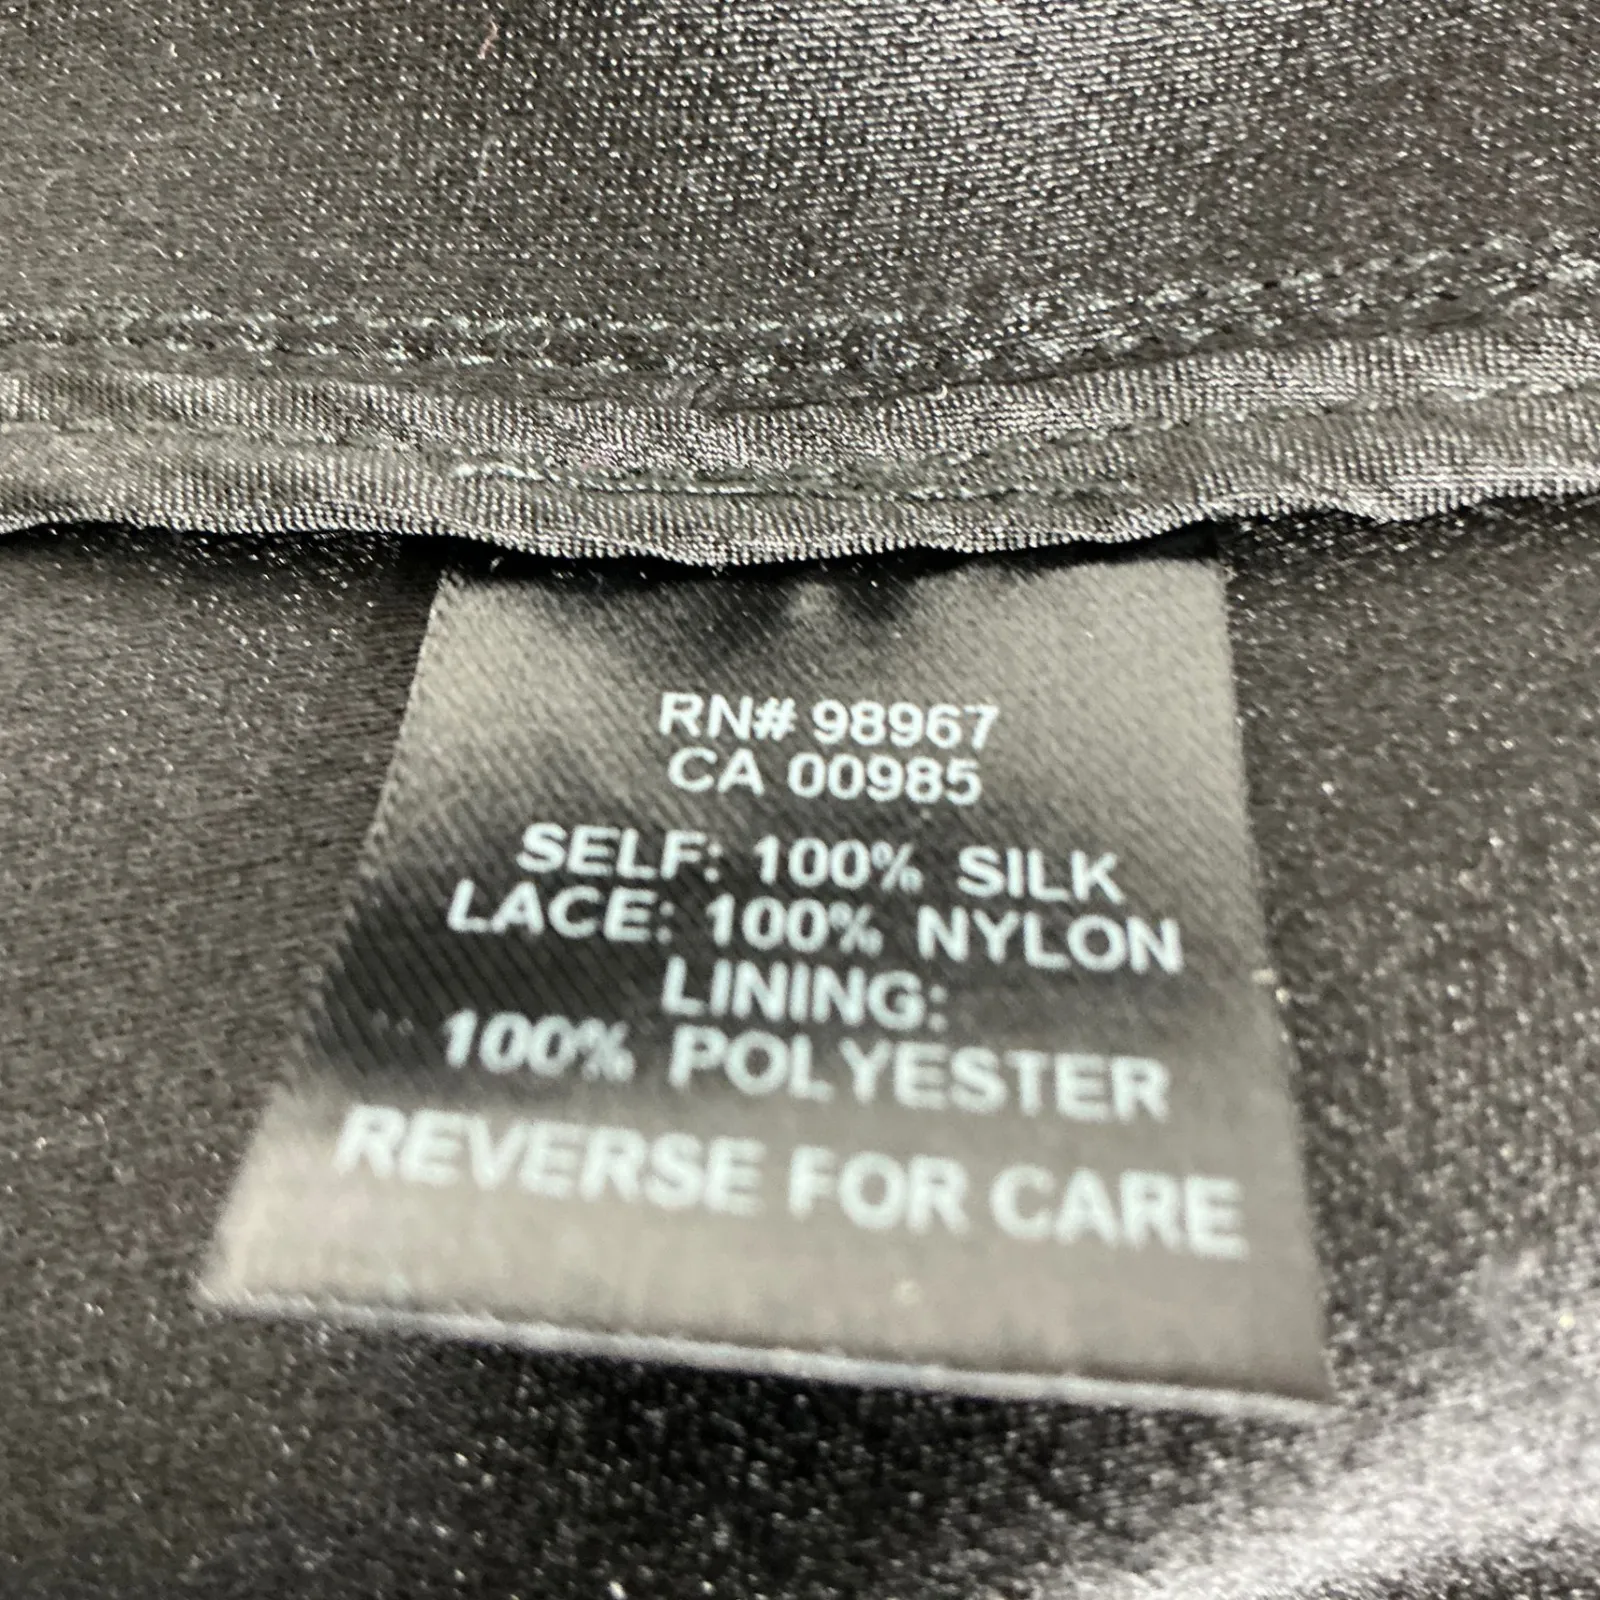 RN# 98967
CA 00985
SELF: 100% SILK
LACE: 100% NYLON
LINING:
100% POLYESTER
REVERSE FOR CARE